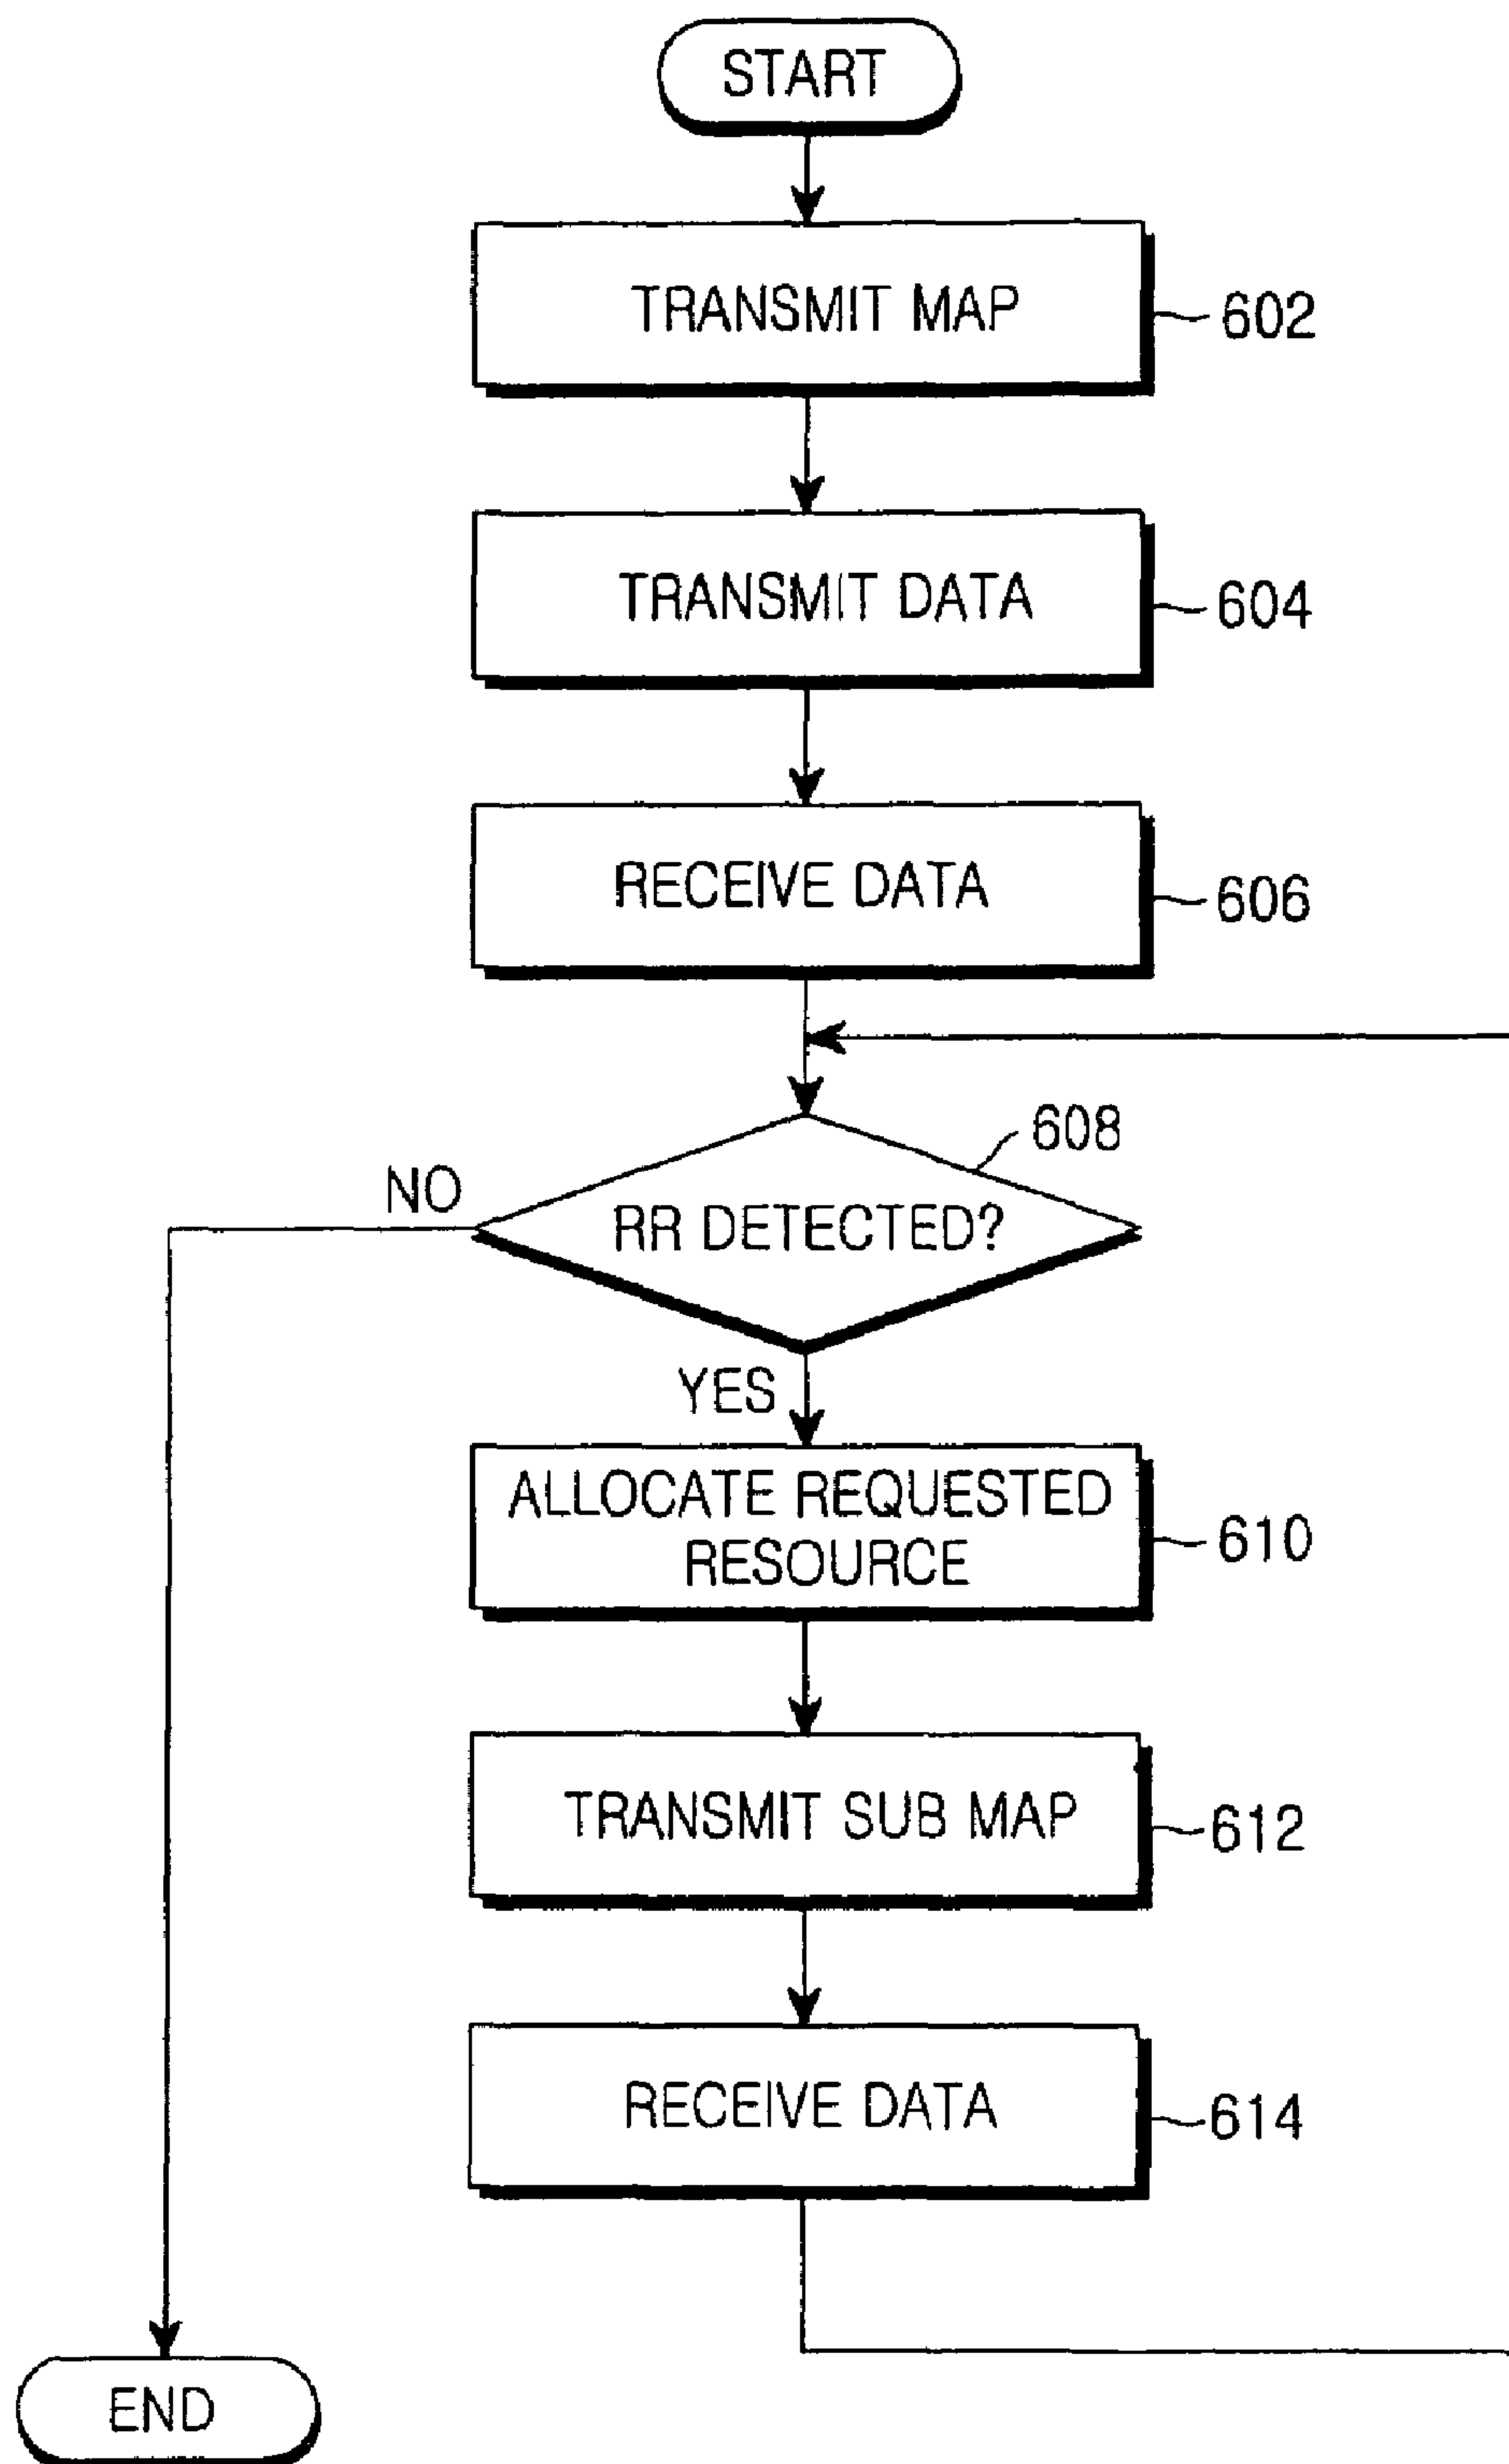 START
TRANSMIT MAP
602
TRANSMIT DATA
604
RECEIVE DATA
606
608
NO
RR DETECTED?
YES
ALLOCATE REQUESTED
RESOURCE
610
TRANSMIT SUB MAP
612
RECEIVE DATA
614
END